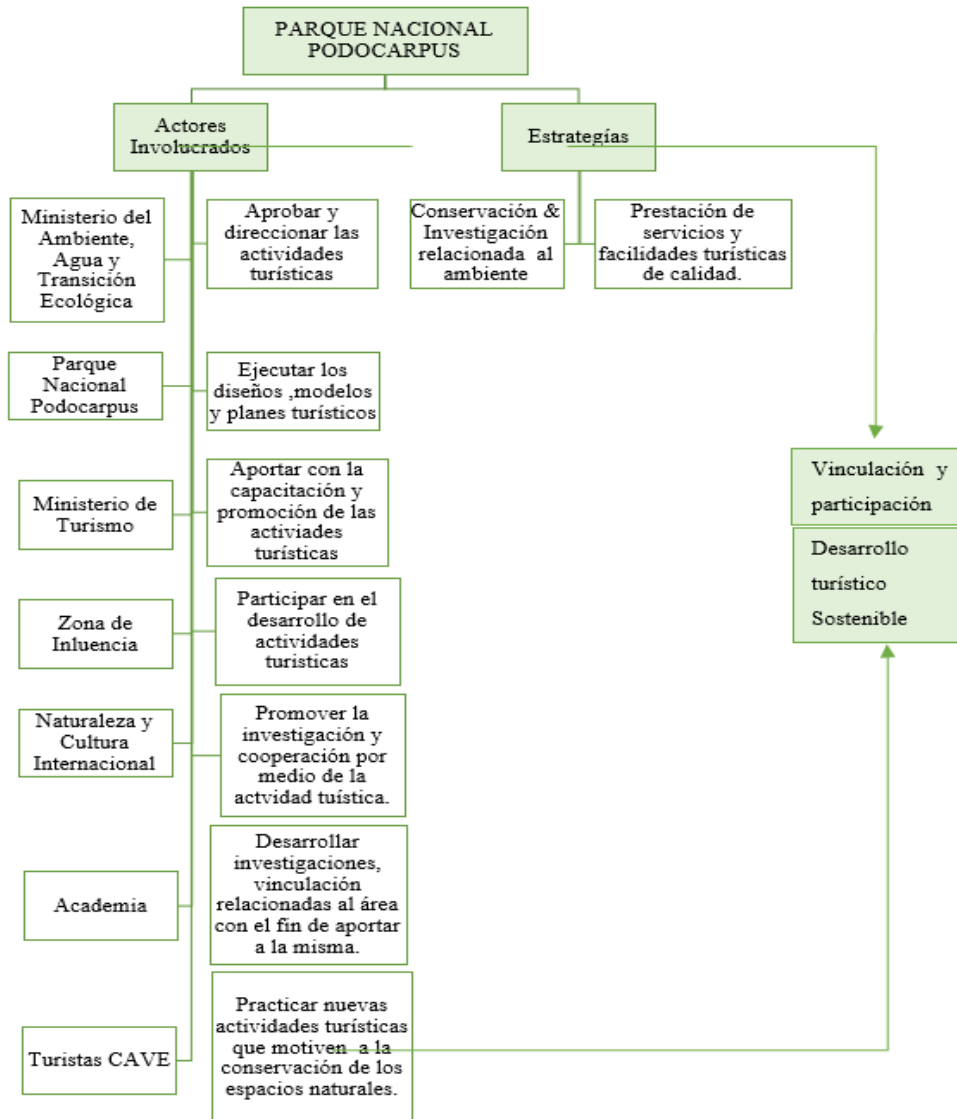 PARQUE NACIONAL
PODOCARPUS
Actores
Involucrados
Estrategías
Ministerio del
Ambiente,
Agua y
Transición
Ecológica
Aprobar y
direccionar las
actividades
turísticas
Conservación &
Investigación
relacionada al
ambiente
Prestación de
servicios y
facilidades turísticas
de calidad.
Parque
Nacional
Podocarpus
Ejecutar los
diseños ,modelos
y planes turísticos
Ministerio de
Turismo
Aportar con la
capacitación y
promoción de las
activiades
turísticas
Vinculación y
participación
Desarrollo
turístico
Sostenible
Zona de
Inluencia
Participar en el
desarrollo de
actividades
turisticas
Naturaleza y
Cultura
Internacional
Promover la
investigación y
cooperación por
medio de la
actvidad tuística.
Academia
Desarrollar
investigaciones,
vinculación
relacionadas al área
con el fin de aportar
a la misma.
Turistas CAVE
Practicar nuevas
actividades turísticas
que motiven a la
conservación de los
espacios naturales.